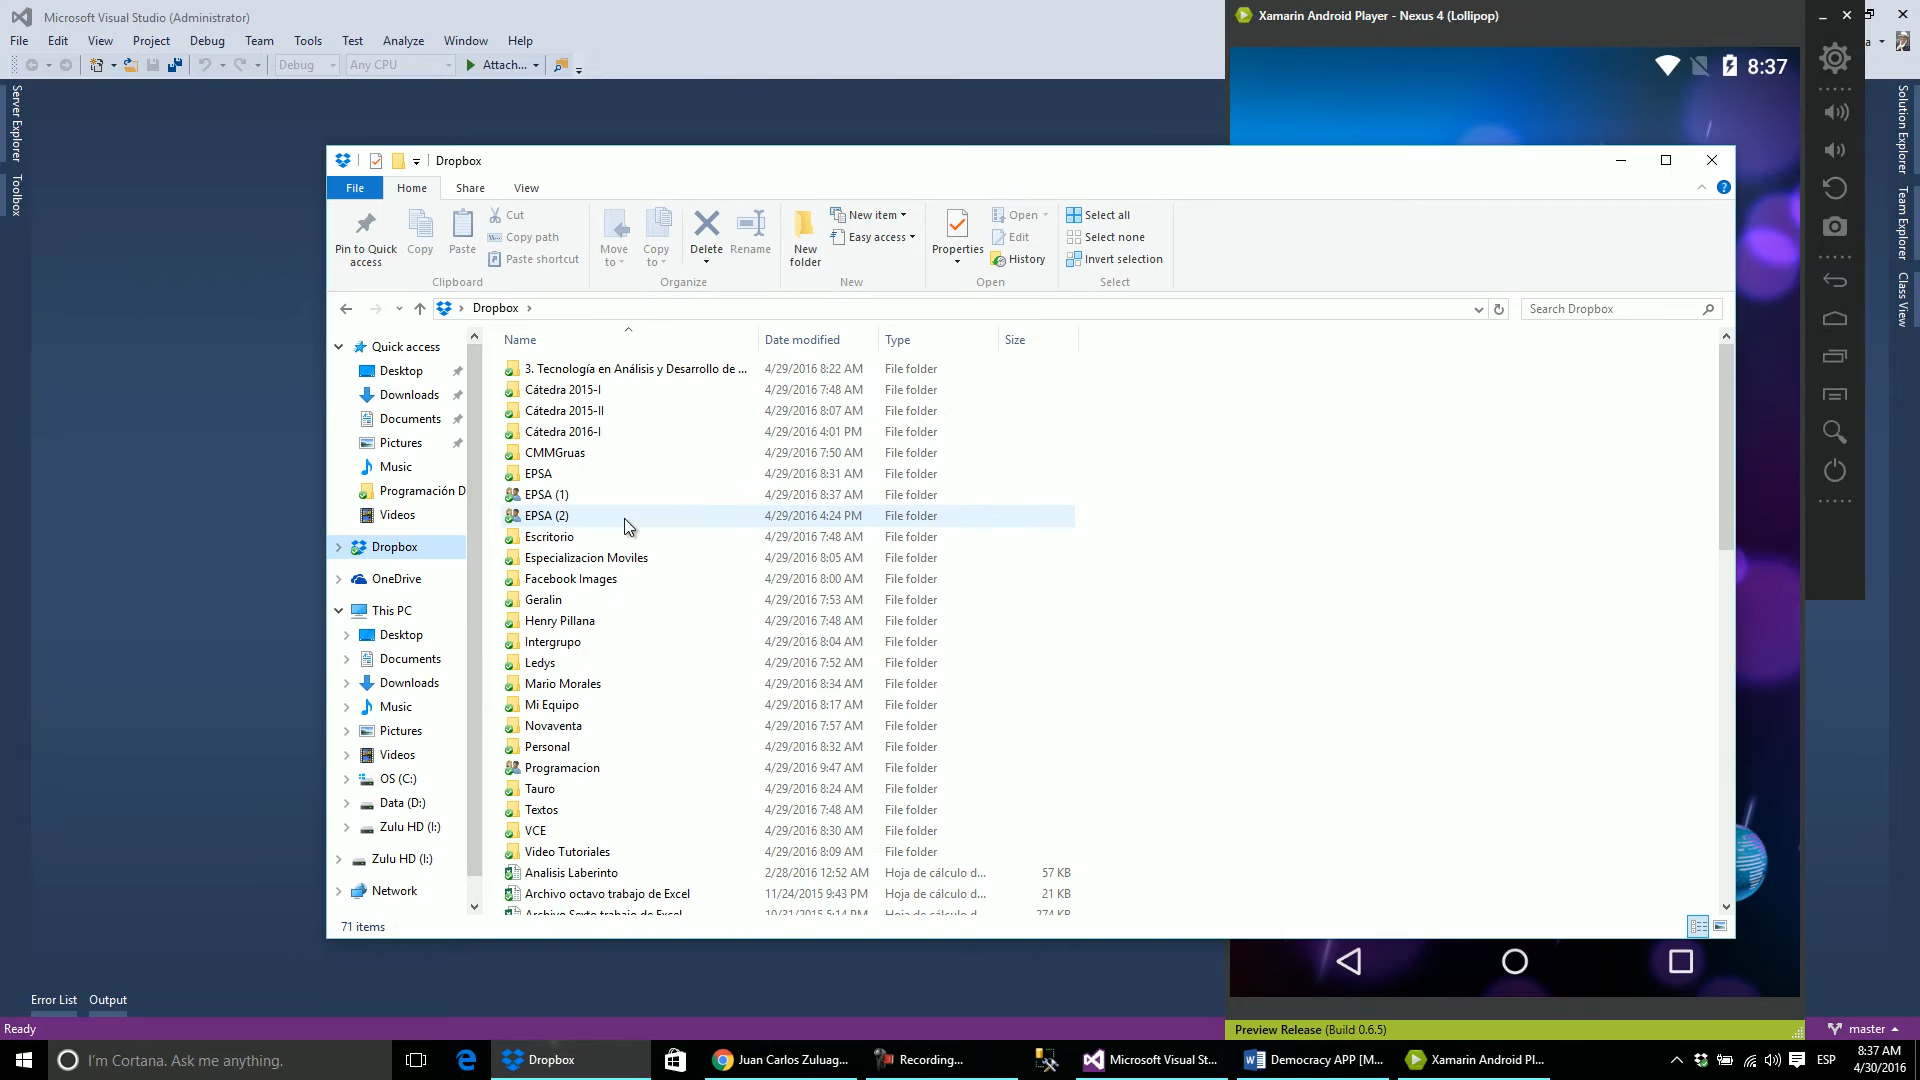 Microsoft Visual Studio (Administrator)
Xamarin Android Player - Nexus 4 (Lollipop)
File Edit View Project Debug Team Tools Test Analyze Window Help
Debug Any CPU Attach...
8:37
Server Explorer
Toolbox
Solution Explorer
Team Explorer
Class View
Dropbox
File Home Share View
Pin to Quick access
Copy
Paste
Cut
Copy path
Paste shortcut
Clipboard
Move to
Copy to
Delete
Rename
Organize
New folder
New item
Easy access
New
Properties
Open
Edit
History
Open
Select all
Select none
Invert selection
Select
Dropbox
Search Dropbox
Quick access
Desktop
Downloads
Documents
Pictures
Music
Programación D
Videos
Dropbox
OneDrive
This PC
Desktop
Documents
Downloads
Music
Pictures
Videos
OS (C:)
Data (D:)
Zulu HD (I:)
Zulu HD (I:)
Network
Name Date modified Type Size
3. Tecnología en Análisis y Desarrollo de ... 4/29/2016 8:22 AM File folder
Cátedra 2015-I 4/29/2016 7:48 AM File folder
Cátedra 2015-II 4/29/2016 8:07 AM File folder
Cátedra 2016-I 4/29/2016 4:01 PM File folder
CMMGruas 4/29/2016 7:50 AM File folder
EPSA 4/29/2016 8:31 AM File folder
EPSA (1) 4/29/2016 8:37 AM File folder
EPSA (2) 4/29/2016 4:24 PM File folder
Escritorio 4/29/2016 7:48 AM File folder
Especializacion Moviles 4/29/2016 8:05 AM File folder
Facebook Images 4/29/2016 8:00 AM File folder
Geralin 4/29/2016 7:53 AM File folder
Henry Pillana 4/29/2016 7:48 AM File folder
Intergrupo 4/29/2016 8:04 AM File folder
Ledys 4/29/2016 7:52 AM File folder
Mario Morales 4/29/2016 8:34 AM File folder
Mi Equipo 4/29/2016 8:17 AM File folder
Novaventa 4/29/2016 7:57 AM File folder
Personal 4/29/2016 8:32 AM File folder
Programacion 4/29/2016 9:47 AM File folder
Tauro 4/29/2016 8:24 AM File folder
Textos 4/29/2016 7:48 AM File folder
VCE 4/29/2016 8:30 AM File folder
Video Tutoriales 4/29/2016 8:09 AM File folder
Analisis Laberinto 2/28/2016 12:52 AM Hoja de cálculo d... 57 KB
Archivo octavo trabajo de Excel 11/24/2015 9:43 PM Hoja de cálculo d... 21 KB
Archivo Sexto trabajo de Excel 10/31/2015 5:14 PM Hoja de cálculo d... 274 KB
71 items
Error List Output
Ready
Preview Release (Build 0.6.5)
master
I'm Cortana. Ask me anything.
Dropbox
Juan Carlos Zuluag...
Recording...
Microsoft Visual St...
Democracy APP [M...
Xamarin Android Pl...
ESP
8:37 AM
4/30/2016